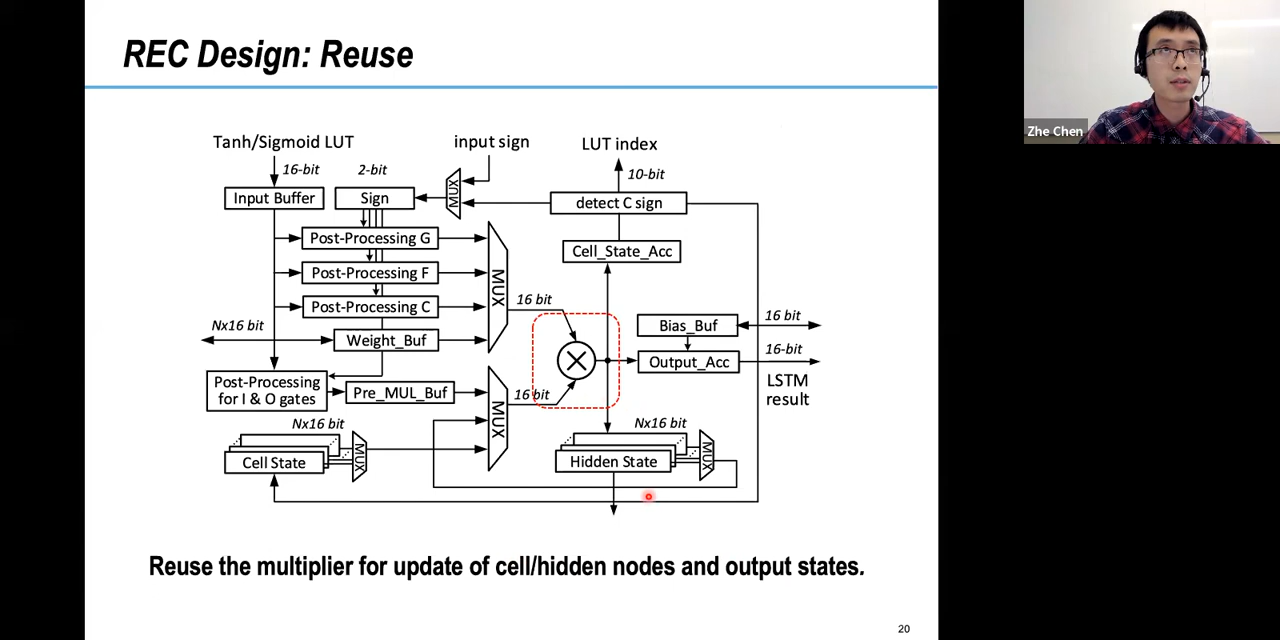 REC Design: Reuse
Zhe Chen
Tanh/Sigmoid LUT
input sign
LUT index
16-bit
2-bit
10-bit
Input Buffer
Sign
MUX
detect C sign
Post-Processing G
Cell_State_Acc
Post-Processing F
MUX
Post-Processing C
16 bit
Nx16 bit
Weight_Buf
Bias_Buf
16 bit
Output_Acc
16-bit
Post-Processing
for I & O gates
Pre_MUL_Buf
16 bit
LSTM
result
MUX
Nx16 bit
Nx16 bit
Cell State
MUX
Hidden State
MUX
Reuse the multiplier for update of cell/hidden nodes and output states.
20